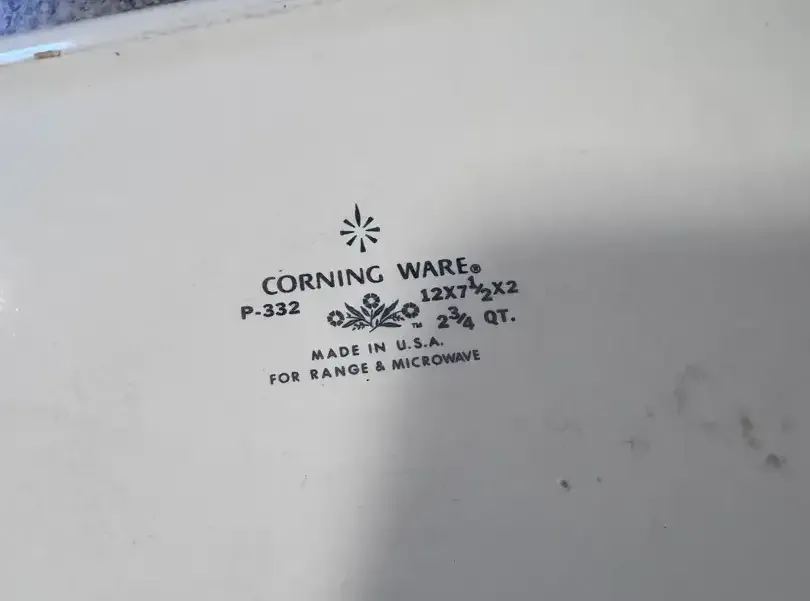 CORNING WARE®
P-332 12X7½X2
™ 2¾ QT.
MADE IN U.S.A.
FOR RANGE & MICROWAVE